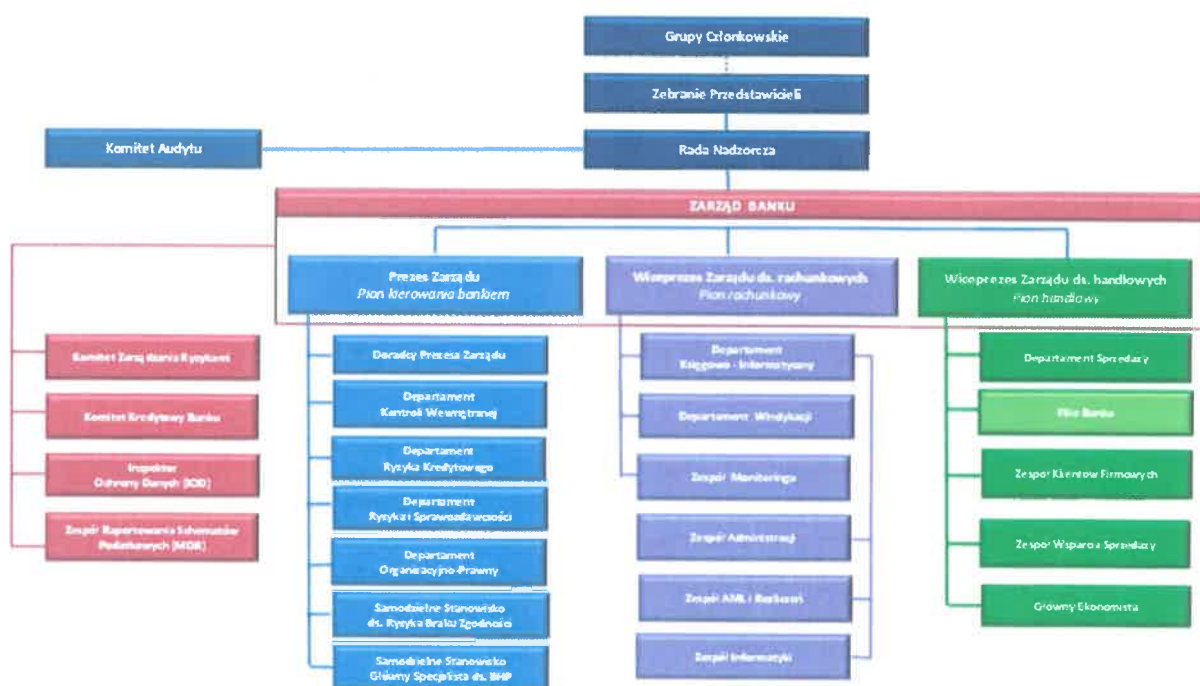 Grupy Członkowskie
Zebranie Przedstawicieli
Komitet Audytu
Rada Nadzorcza
ZARZĄD BANKU
Prezes Zarządu
Pion kierowania bankiem
Wiceprezes Zarządu ds. rachunkowych
Pion rachunkowy
Wiceprezes Zarządu ds. handlowych
Pion handlowy
Komitet Zarządzania Ryzykami
Komitet Kredytowy Banku
Inspektor
Ochrony Danych [IOD]
Zespół Raportowania Schematów
Podatkowych [MDR]
Doradcy Prezesa Zarządu
Departament
Kontroli Wewnętrznej
Departament
Ryzyka Kredytowego
Departament
Ryzyka i Sprawozdawczości
Departament
Organizacyjno-Prawny
Samodzielne Stanowisko
ds. Ryzyka Braku Zgodności
Samodzielne Stanowisko
Główny Specjalista ds. BHP
Departament
Księgowo - Informatyczny
Departament Windykacji
Zespół Monitoringu
Zespół Administracji
Zespół AML i Rozliczeń
Zespół Informatyki
Departament Sprzedaży
Filie Banku
Zespół Klientów Firmowych
Zespół Wsparcia Sprzedaży
Główny Ekonomista